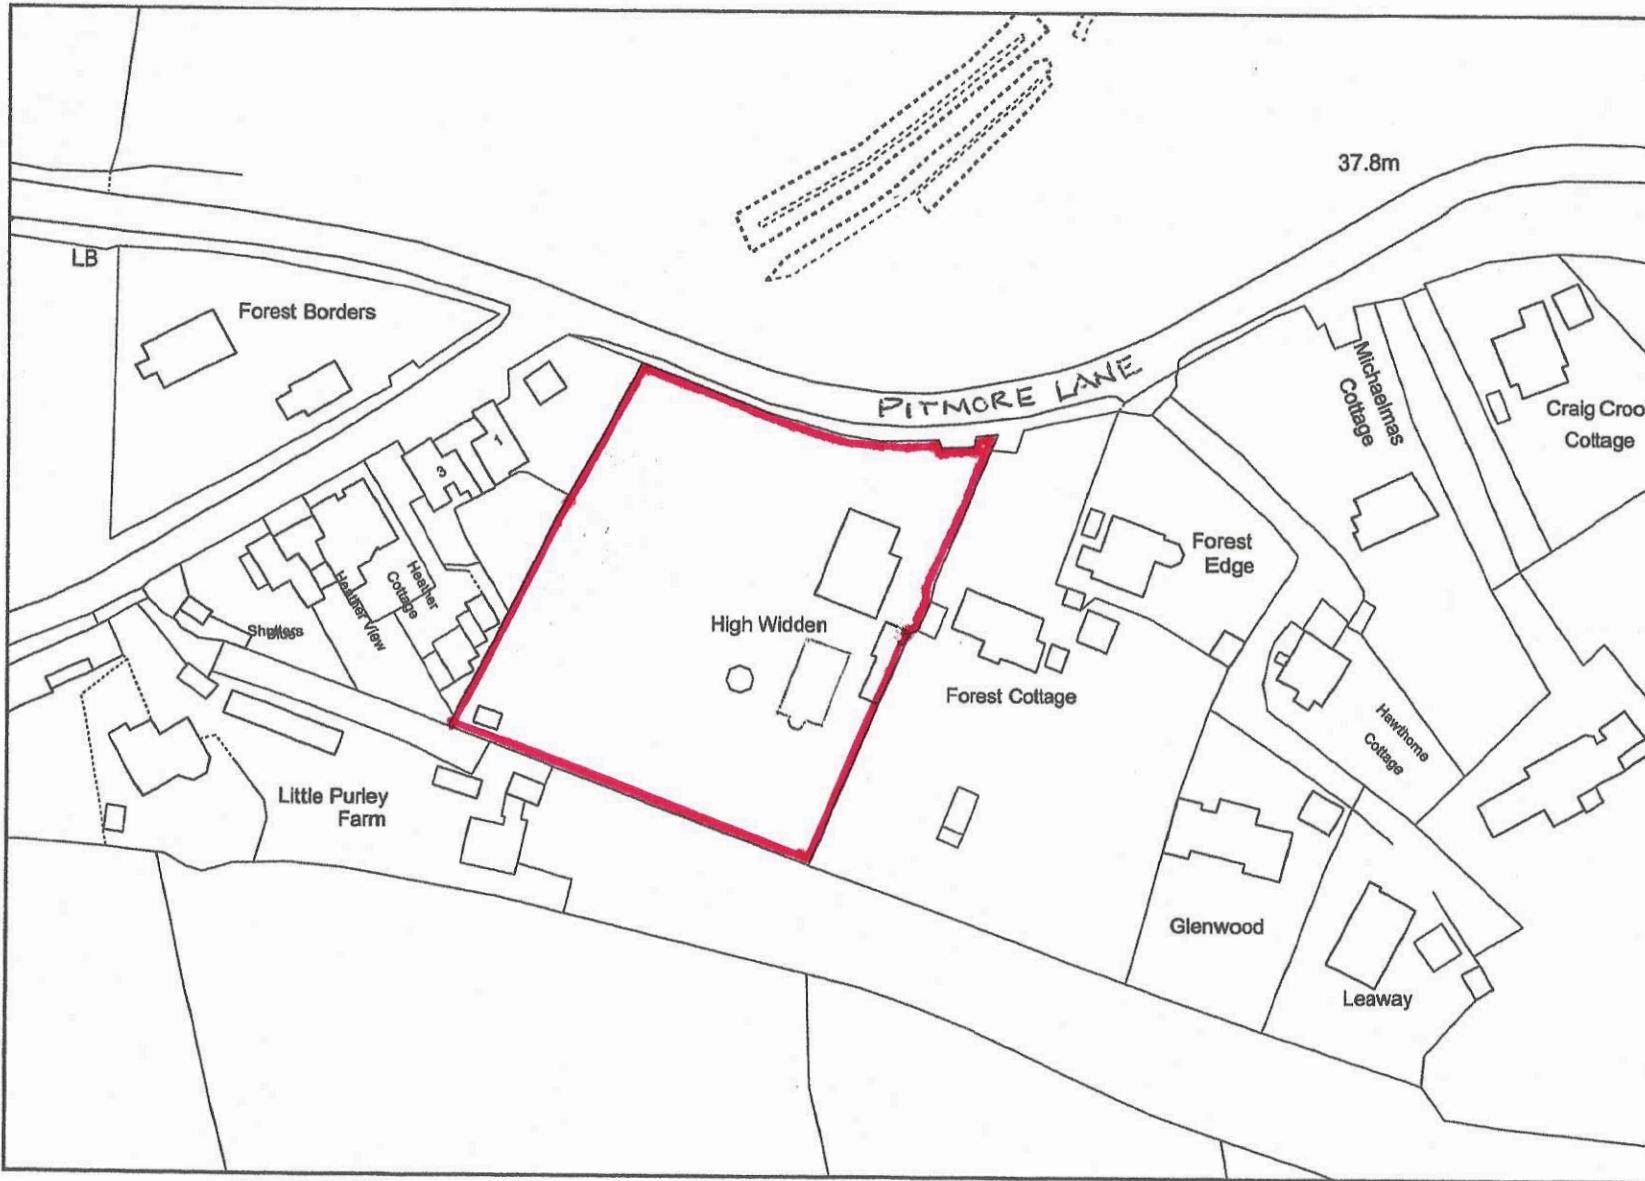 37.8m
LB
Forest Borders
PITMORE LANE
Michaelmas
Cottage
Craig Croo
Cottage
1
3
Forest
Edge
Heather
Cottage
Heather View
High Widden
Forest Cottage
Hawthorne
Cottage
Little Purley
Farm
Glenwood
Leaway